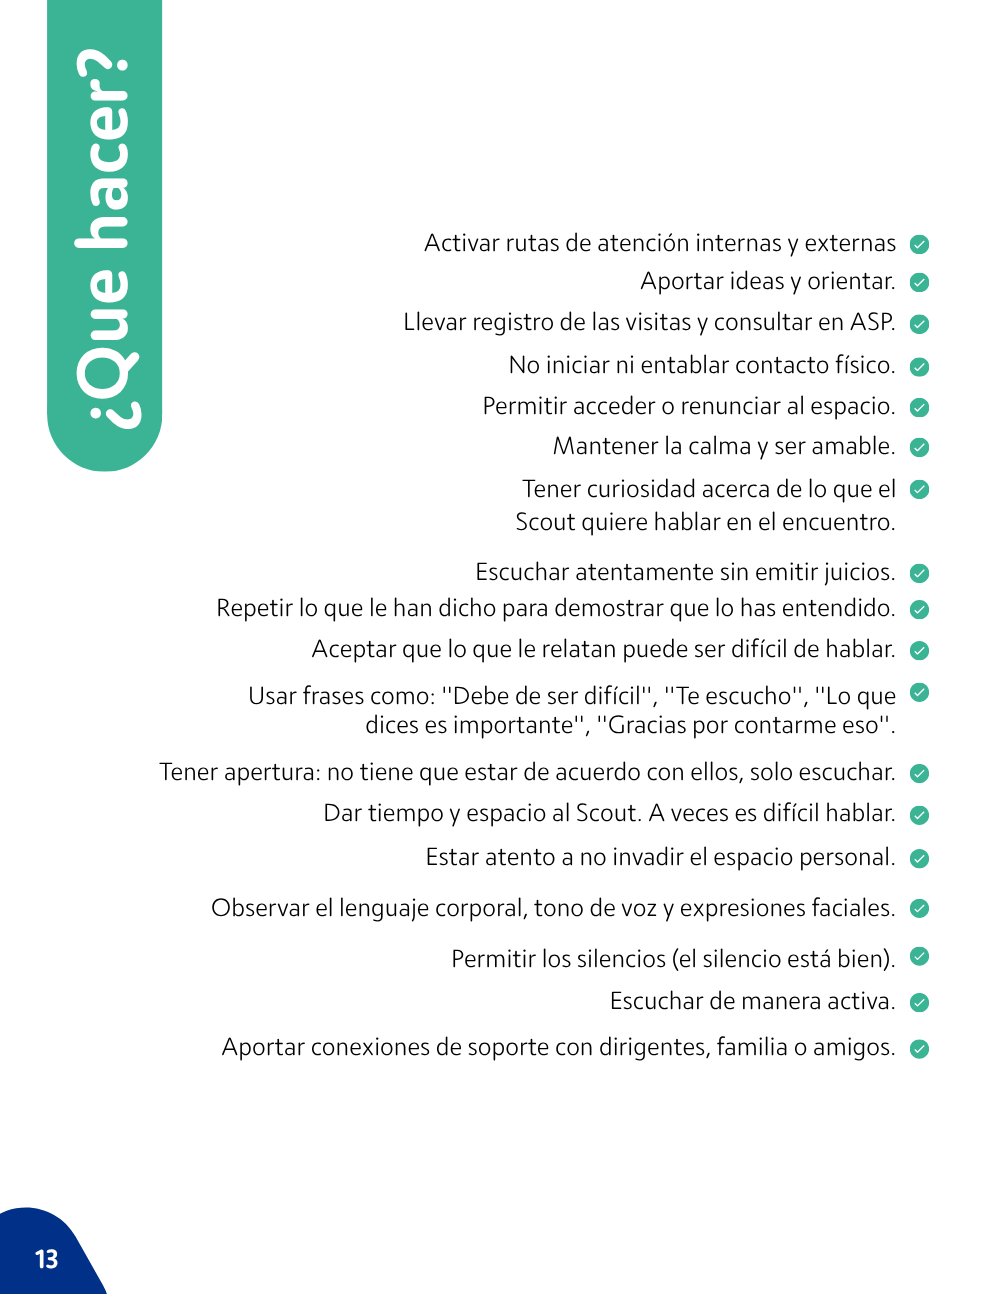 ¿Que hacer?
Activar rutas de atención internas y externas
Aportar ideas y orientar.
Llevar registro de las visitas y consultar en ASP.
No iniciar ni entablar contacto físico.
Permitir acceder o renunciar al espacio.
Mantener la calma y ser amable.
Tener curiosidad acerca de lo que el
Scout quiere hablar en el encuentro.
Escuchar atentamente sin emitir juicios.
Repetir lo que le han dicho para demostrar que lo has entendido.
Aceptar que lo que le relatan puede ser difícil de hablar.
Usar frases como: "Debe de ser difícil", "Te escucho", "Lo que
dices es importante", "Gracias por contarme eso".
Tener apertura: no tiene que estar de acuerdo con ellos, solo escuchar.
Dar tiempo y espacio al Scout. A veces es difícil hablar.
Estar atento a no invadir el espacio personal.
Observar el lenguaje corporal, tono de voz y expresiones faciales.
Permitir los silencios (el silencio está bien).
Escuchar de manera activa.
Aportar conexiones de soporte con dirigentes, familia o amigos.
13